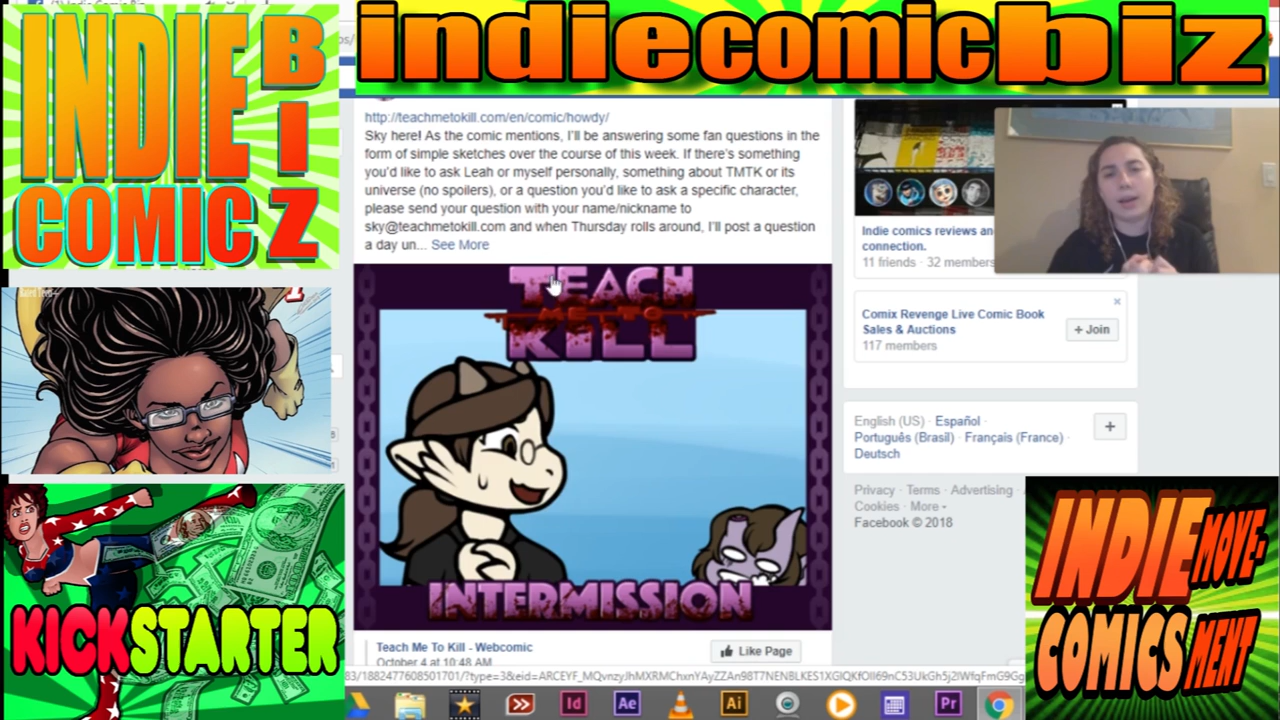 INDIE
COMIC
BIZ
indiecomicbiz
http://teachmetokill.com/en/comic/howdy/
Sky here! As the comic mentions, I'll be answering some fan questions in the
form of simple sketches over the course of this week. If there's something
you'd like to ask Leah or myself personally, something about TMTK or its
universe (no spoilers), or a question you'd like to ask a specific character,
please send your question with your name/nickname to
sky@teachmetokill.com and when Thursday rolls around, I'll post a question
a day un... See More
TEACH
ME TO
KILL
INTERMISSION
Teach Me To Kill - Webcomic
October 4 at 10:48 AM
Like Page
Indie comics reviews an
connection.
11 friends · 32 members
Comix Revenge Live Comic Book
Sales & Auctions
117 members
+ Join
English (US) · Español ·
Português (Brasil) · Français (France) ·
Deutsch
Privacy · Terms · Advertising ·
Cookies · More
Facebook © 2018
KICKSTARTER
INDIE
COMICS
MOVE-
MENT
Id
Ae
Ai
Pr